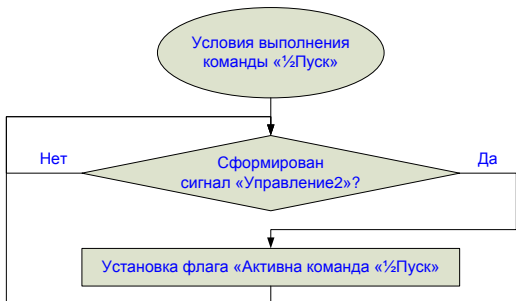 Условия выполнения
команды «½Пуск»
Нет
Сформирован
сигнал «Управление2»?
Да
Установка флага «Активна команда «½Пуск»